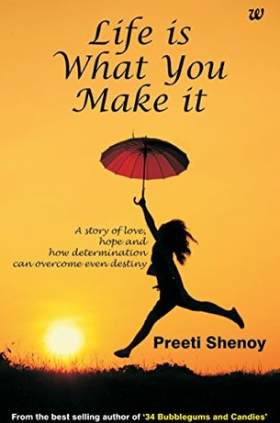 w
Life is
What You
Make it
A story of love,
hope and
how determination
can overcome even destiny
Preeti Shenoy
From the best selling author of '34 Bubblegums and Candies'